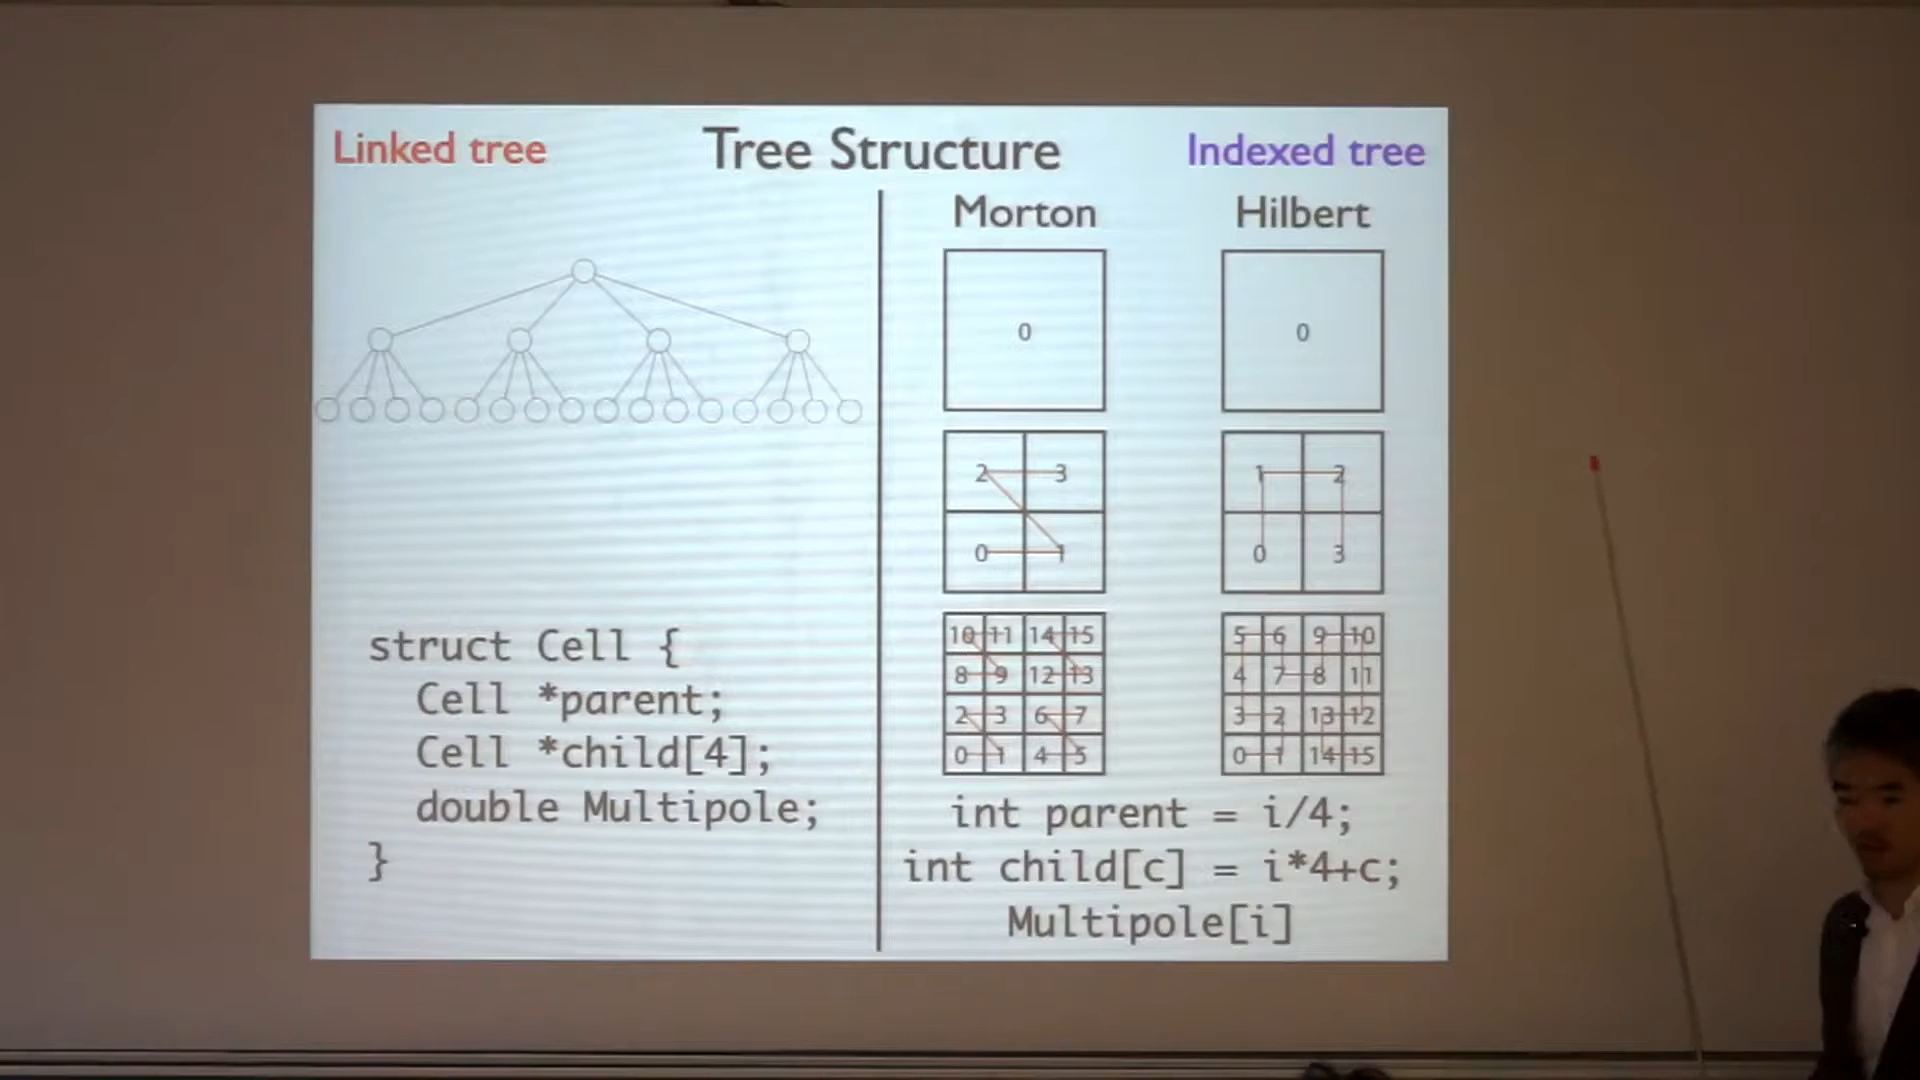 Linked tree
Tree Structure
Indexed tree
Morton
Hilbert
0
0
2 3
0 1
1 2
0 3
10 11 14 15
8 9 12 13
2 3 6 7
0 1 4 5
5 6 9 10
4 7 8 11
3 2 13 12
0 1 14 15
struct Cell {
Cell *parent;
Cell *child[4];
double Multipole;
}
int parent = i/4;
int child[c] = i*4+c;
Multipole[i]